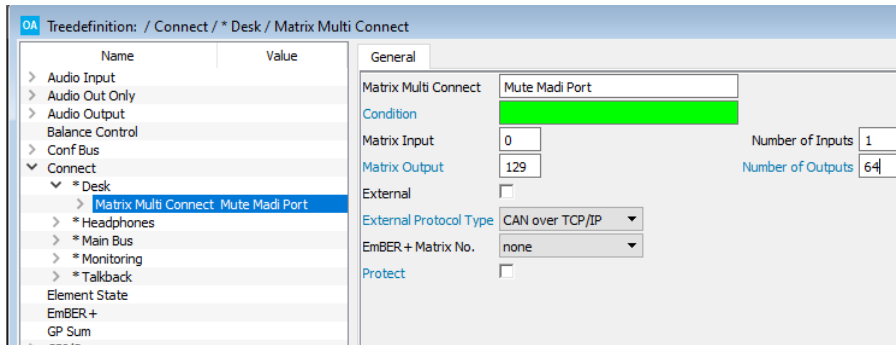 OA Treedefinition: / Connect / * Desk / Matrix Multi Connect
Name Value
Audio Input
Audio Out Only
Audio Output
Balance Control
Conf Bus
Connect
* Desk
Matrix Multi Connect Mute Madi Port
* Headphones
* Main Bus
* Monitoring
* Talkback
Element State
EmBER+
GP Sum
General
Matrix Multi Connect Mute Madi Port
Condition
Matrix Input 0 Number of Inputs 1
Matrix Output 129 Number of Outputs 64
External
External Protocol Type CAN over TCP/IP
EmBER+ Matrix No. none
Protect